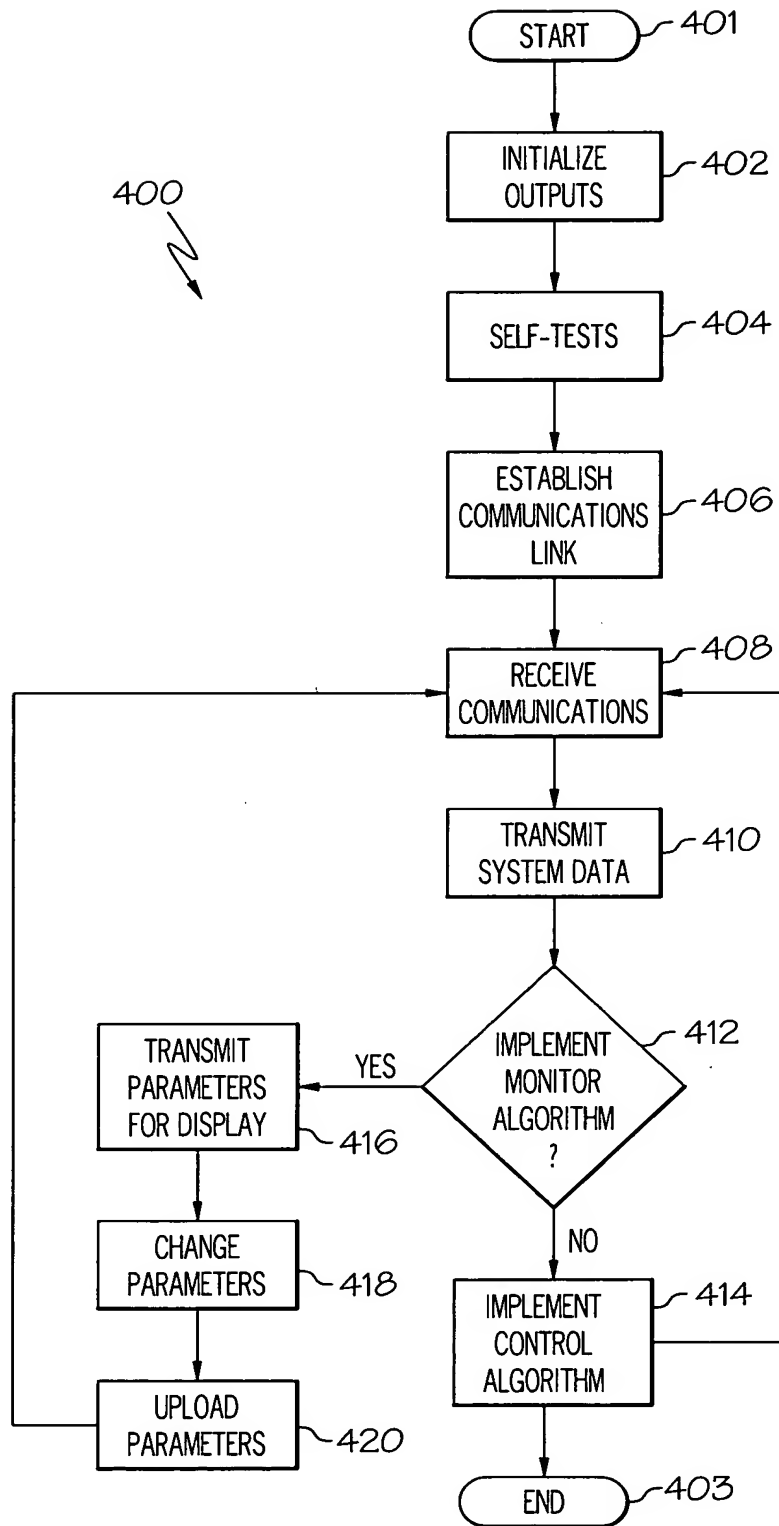 START
401
400
INITIALIZE
OUTPUTS
402
SELF-TESTS
404
ESTABLISH
COMMUNICATIONS
LINK
406
RECEIVE
COMMUNICATIONS
408
TRANSMIT
SYSTEM DATA
410
IMPLEMENT
MONITOR
ALGORITHM
?
412
YES
TRANSMIT
PARAMETERS
FOR DISPLAY
416
CHANGE
PARAMETERS
418
UPLOAD
PARAMETERS
420
NO
IMPLEMENT
CONTROL
ALGORITHM
414
END
403